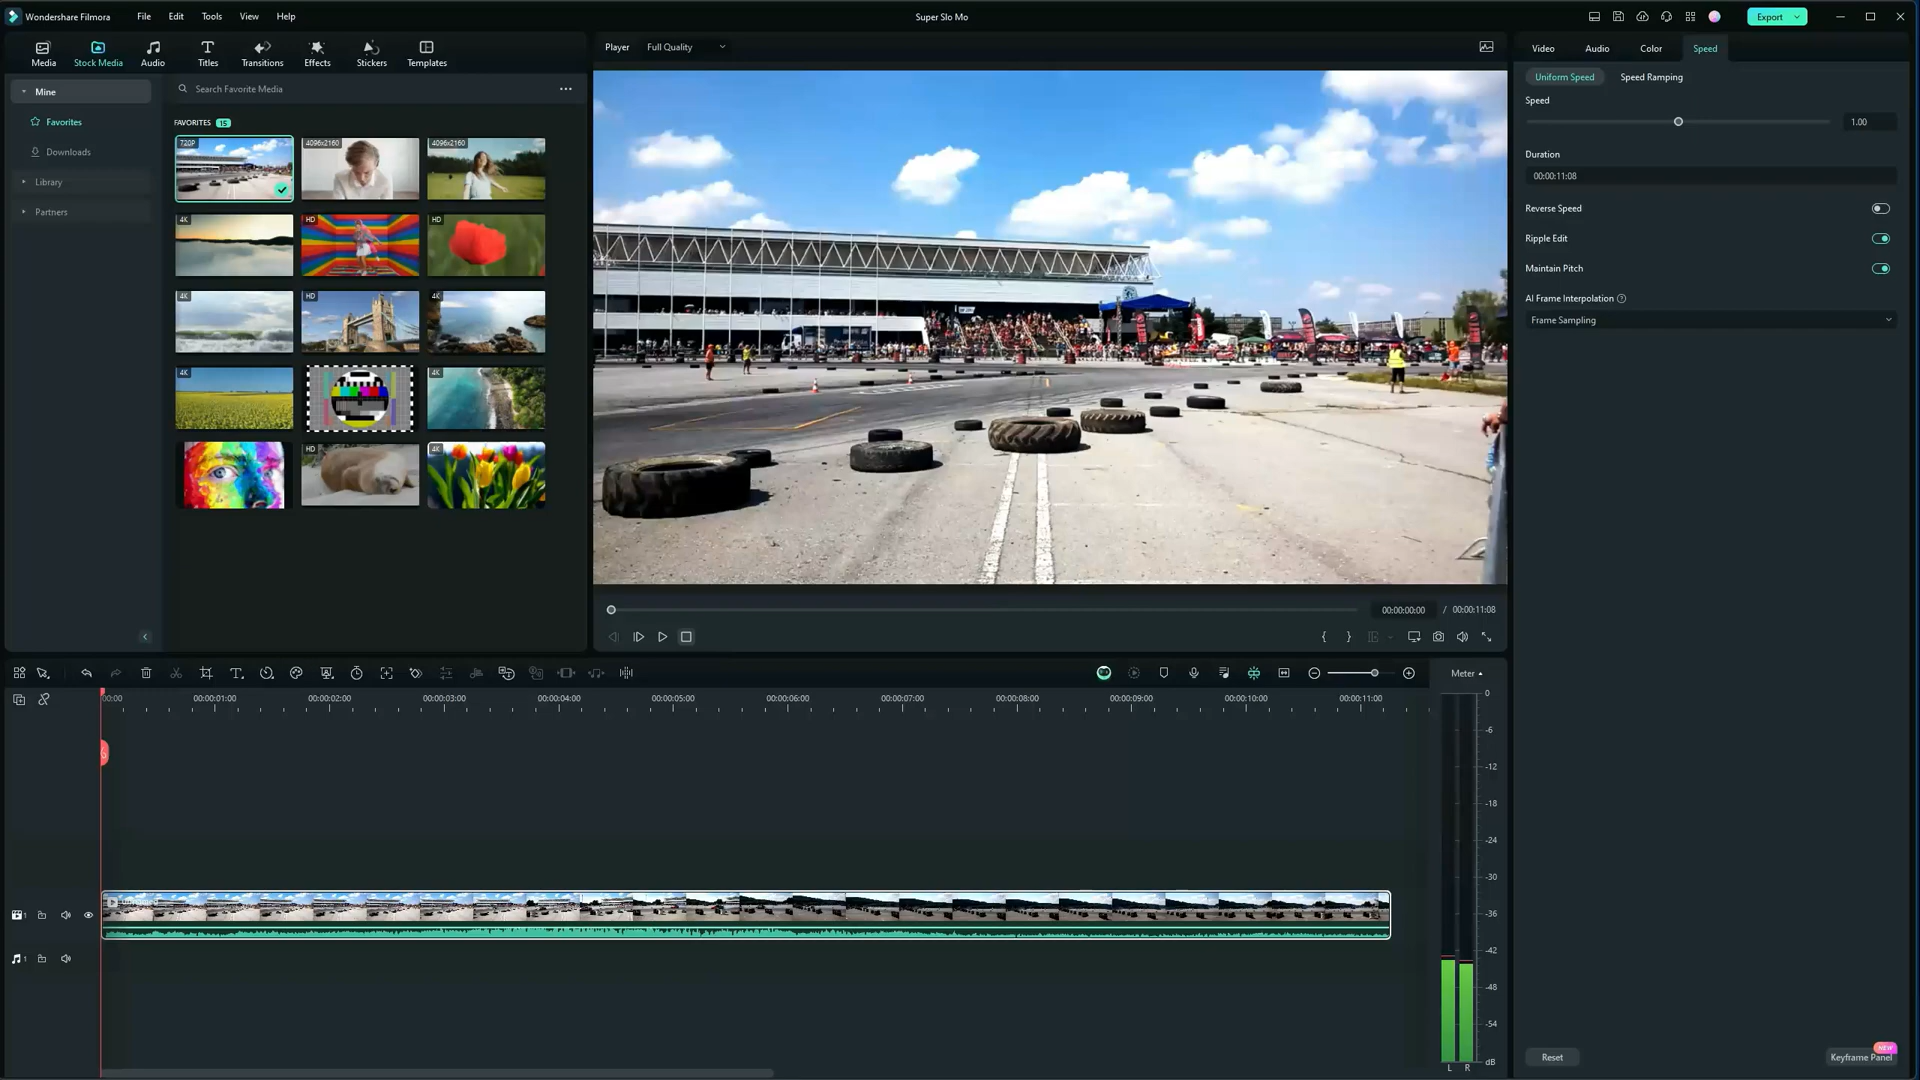 Wondershare Filmora
File
Edit
Tools
View
Help
Super Slo Mo
Export
Media
Stock Media
Audio
Titles
Transitions
Effects
Stickers
Templates
Mine
Favorites
Downloads
Library
Partners
Search Favorite Media
FAVORITES 15
720P
4096x2160
4096x2160
4K
HD
HD
4K
HD
4K
4K
4K
HD
4K
Player
Full Quality
00:00:00:00 / 00:00:11:08
Video
Audio
Color
Speed
Uniform Speed
Speed Ramping
Speed
1.00
Duration
00:00:11:08
Reverse Speed
Ripple Edit
Maintain Pitch
AI Frame Interpolation
Frame Sampling
Reset
NEW
Keyframe Panel
Meter
00:00
00:00:01:00
00:00:02:00
00:00:03:00
00:00:04:00
00:00:05:00
00:00:06:00
00:00:07:00
00:00:08:00
00:00:09:00
00:00:10:00
00:00:11:00
1
1
0
-6
-12
-18
-24
-30
-36
-42
-48
-54
dB
L R